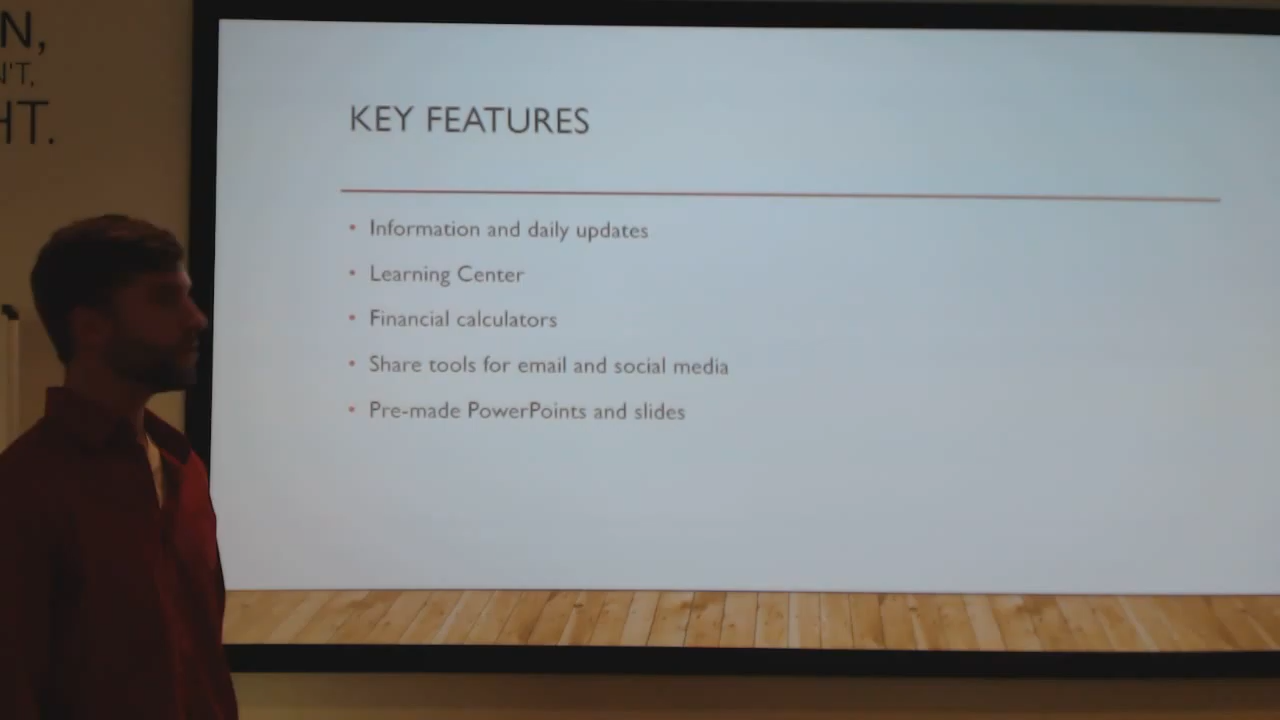 N,
N'T,
HT.
KEY FEATURES
Information and daily updates
Learning Center
Financial calculators
Share tools for email and social media
Pre-made PowerPoints and slides